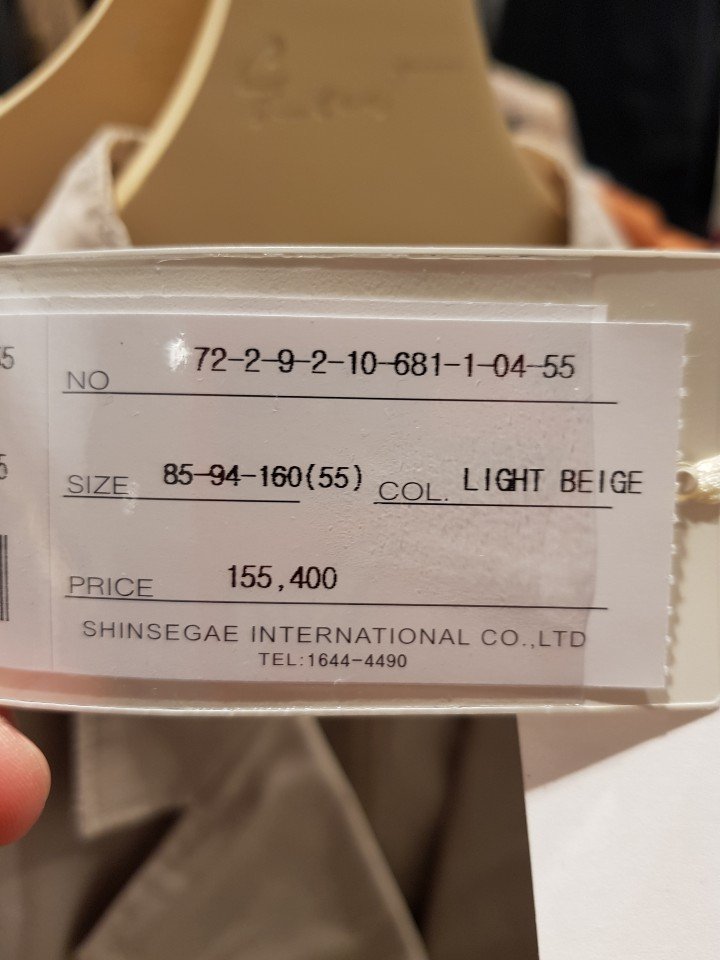 NO 72-2-9-2-10-681-1-04-55
SIZE 85-94-160(55) COL. LIGHT BEIGE
PRICE 155,400
SHINSEGAE INTERNATIONAL CO.,LTD
TEL:1644-4490